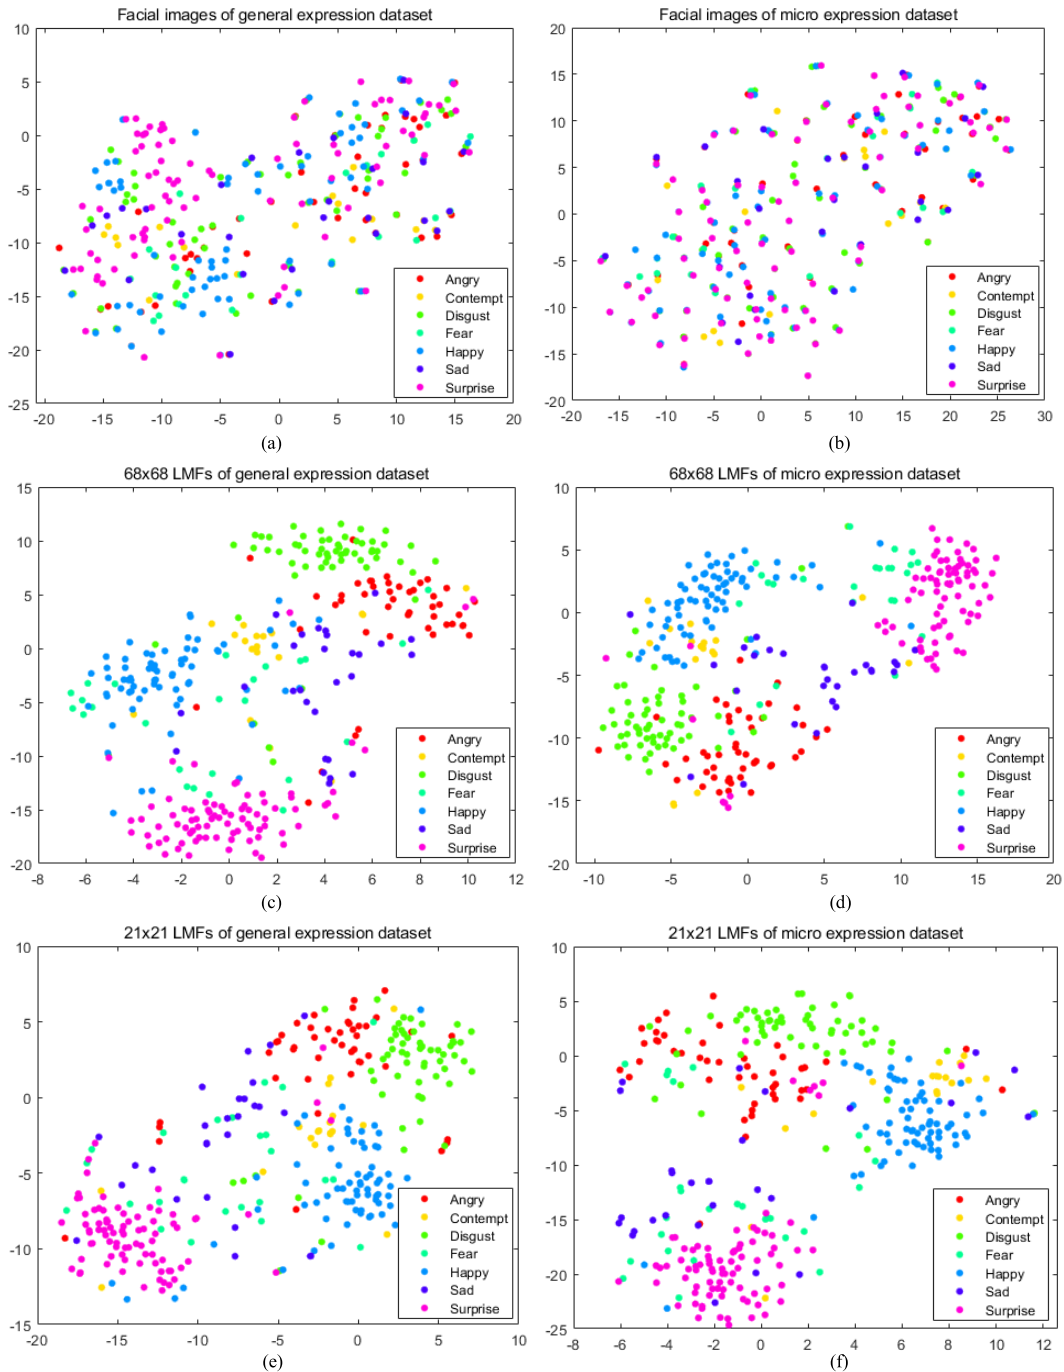 Facial images of general expression dataset
10
5
0
-5
-10
-15
-20
-25
-20 -15 -10 -5 0 5 10 15 20
Angry
Contempt
Disgust
Fear
Happy
Sad
Surprise
(a)
Facial images of micro expression dataset
20
15
10
5
0
-5
-10
-15
-20
-20 -15 -10 -5 0 5 10 15 20 25 30
Angry
Contempt
Disgust
Fear
Happy
Sad
Surprise
(b)
68x68 LMFs of general expression dataset
15
10
5
0
-5
-10
-15
-20
-8 -6 -4 -2 0 2 4 6 8 10 12
Angry
Contempt
Disgust
Fear
Happy
Sad
Surprise
(c)
68x68 LMFs of micro expression dataset
10
5
0
-5
-10
-15
-20
-10 -5 0 5 10 15 20
Angry
Contempt
Disgust
Fear
Happy
Sad
Surprise
(d)
21x21 LMFs of general expression dataset
10
5
0
-5
-10
-15
-20 -15 -10 -5 0 5 10
Angry
Contempt
Disgust
Fear
Happy
Sad
Surprise
(e)
21x21 LMFs of micro expression dataset
10
5
0
-5
-10
-15
-20
-25
-8 -6 -4 -2 0 2 4 6 8 10 12
Angry
Contempt
Disgust
Fear
Happy
Sad
Surprise
(f)